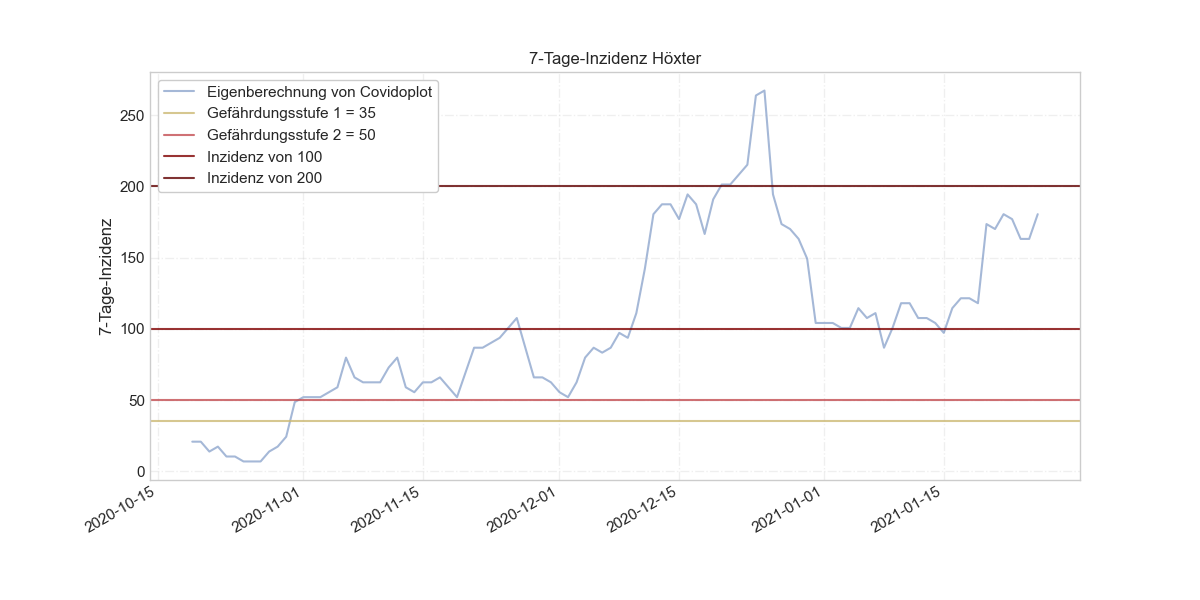 7-Tage-Inzidenz Höxter
Eigenberechnung von Covidoplot
Gefährdungsstufe 1 = 35
Gefährdungsstufe 2 = 50
Inzidenz von 100
Inzidenz von 200
7-Tage-Inzidenz
250
200
150
100
50
0
2020-10-15
2020-11-01
2020-11-15
2020-12-01
2020-12-15
2021-01-01
2021-01-15